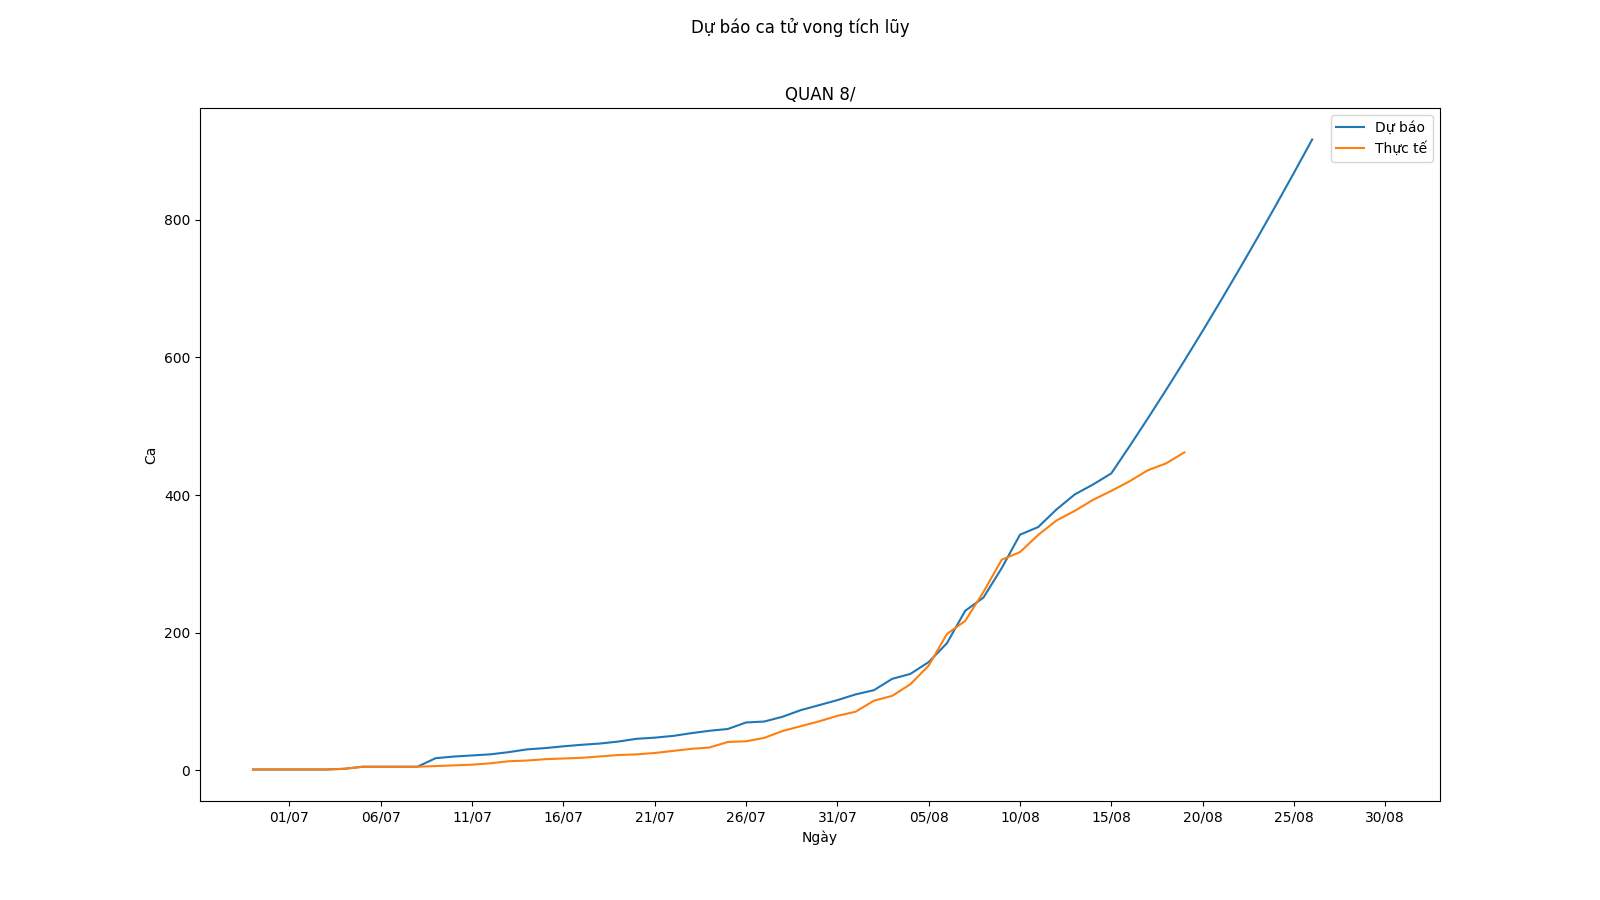 Dự báo ca tử vong tích lũy
QUAN 8/
Dự báo
Thực tế
800
600
400
200
0
Ca
01/07 06/07 11/07 16/07 21/07 26/07 31/07 05/08 10/08 15/08 20/08 25/08 30/08
Ngày